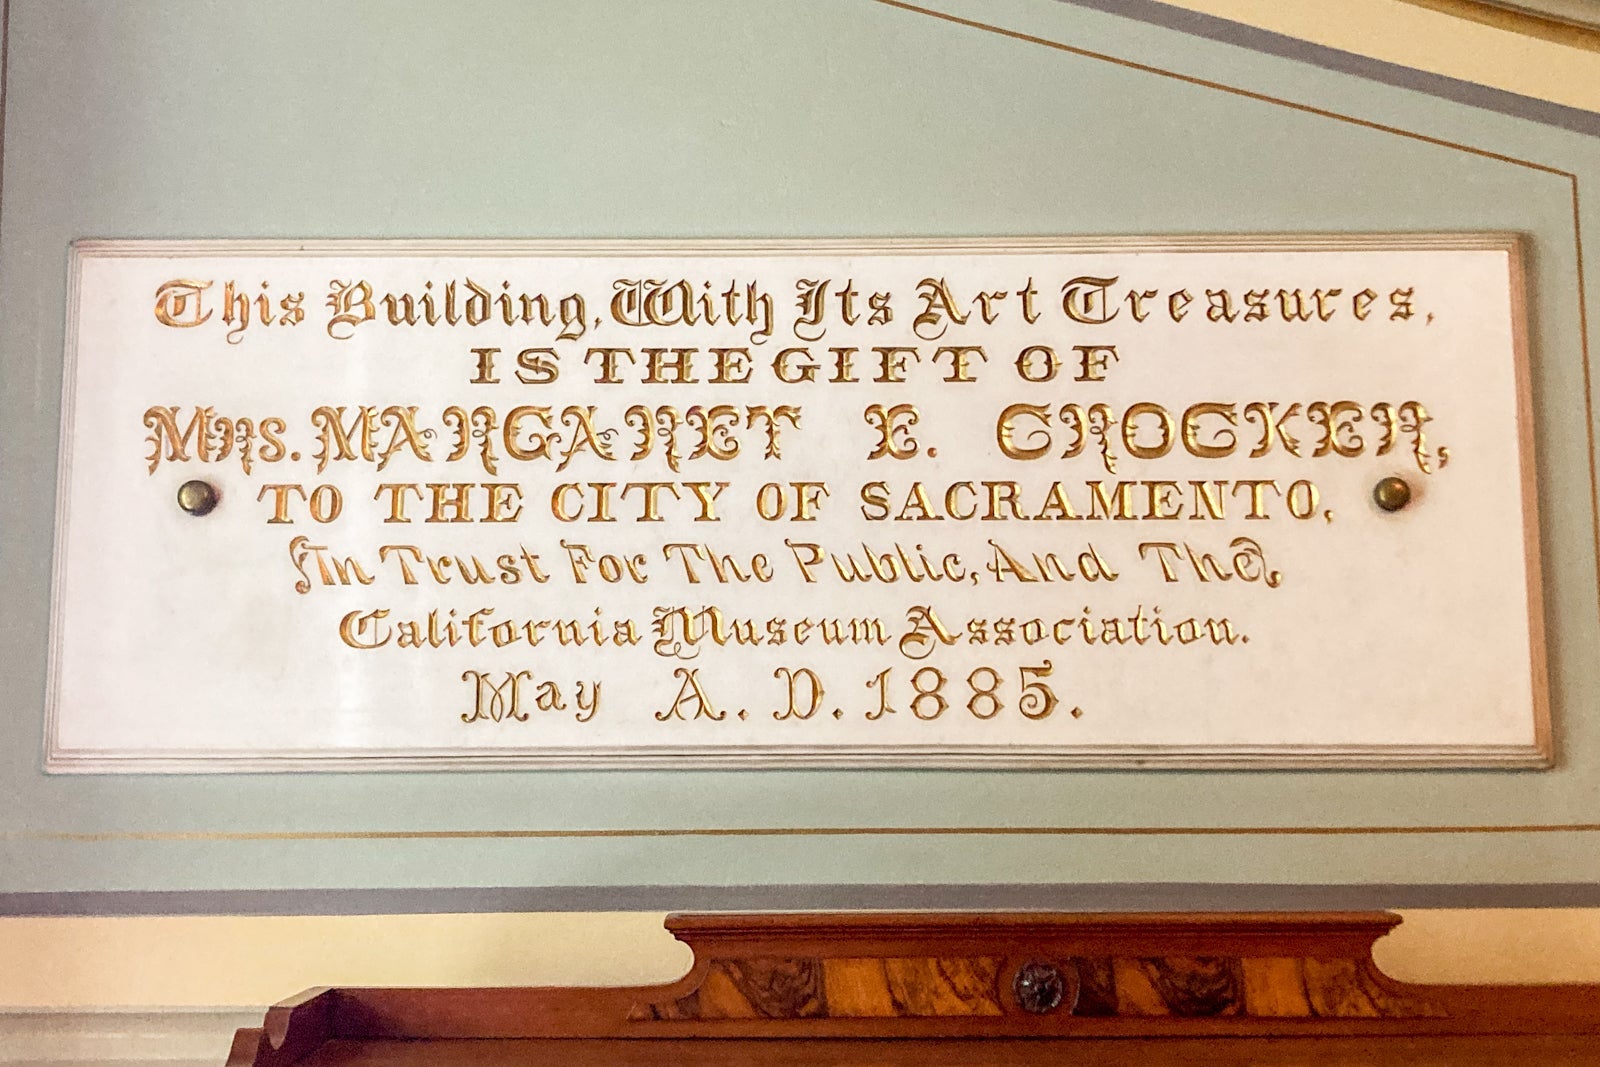 This Building, With Its Art Treasures,
IS THE GIFT OF
Mrs. MARGARET E. CROCKER,
TO THE CITY OF SACRAMENTO,
In Trust For The Public, And The
California Museum Association.
May A. D. 1885.